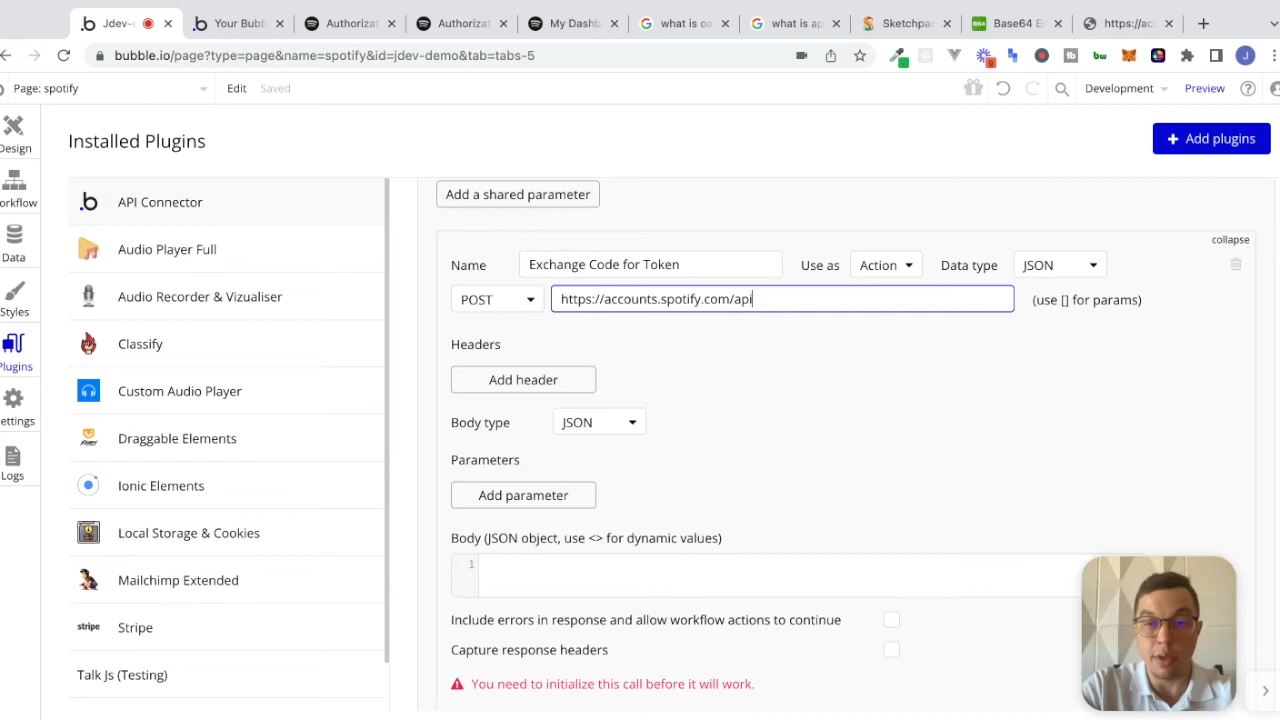 Jdev-
Your Bubb
Authorizat
Authorizat
My Dashb
what is oa
what is ap
Sketchpac
Base64 E
https://ac
bubble.io/page?type=page&name=spotify&id=jdev-demo&tab=tabs-5
J
Page: spotify
Edit
Saved
Development
Preview
Design
orkflow
Data
Styles
Plugins
ettings
Logs
Installed Plugins
Add plugins
API Connector
Audio Player Full
Audio Recorder & Vizualiser
Classify
Custom Audio Player
Draggable Elements
Ionic Elements
Local Storage & Cookies
Mailchimp Extended
stripe
Stripe
Talk Js (Testing)
Add a shared parameter
collapse
Name
Exchange Code for Token
Use as
Action
Data type
JSON
POST
https://accounts.spotify.com/api
(use [] for params)
Headers
Add header
Body type
JSON
Parameters
Add parameter
Body (JSON object, use <> for dynamic values)
1
Include errors in response and allow workflow actions to continue
Capture response headers
You need to initialize this call before it will work.